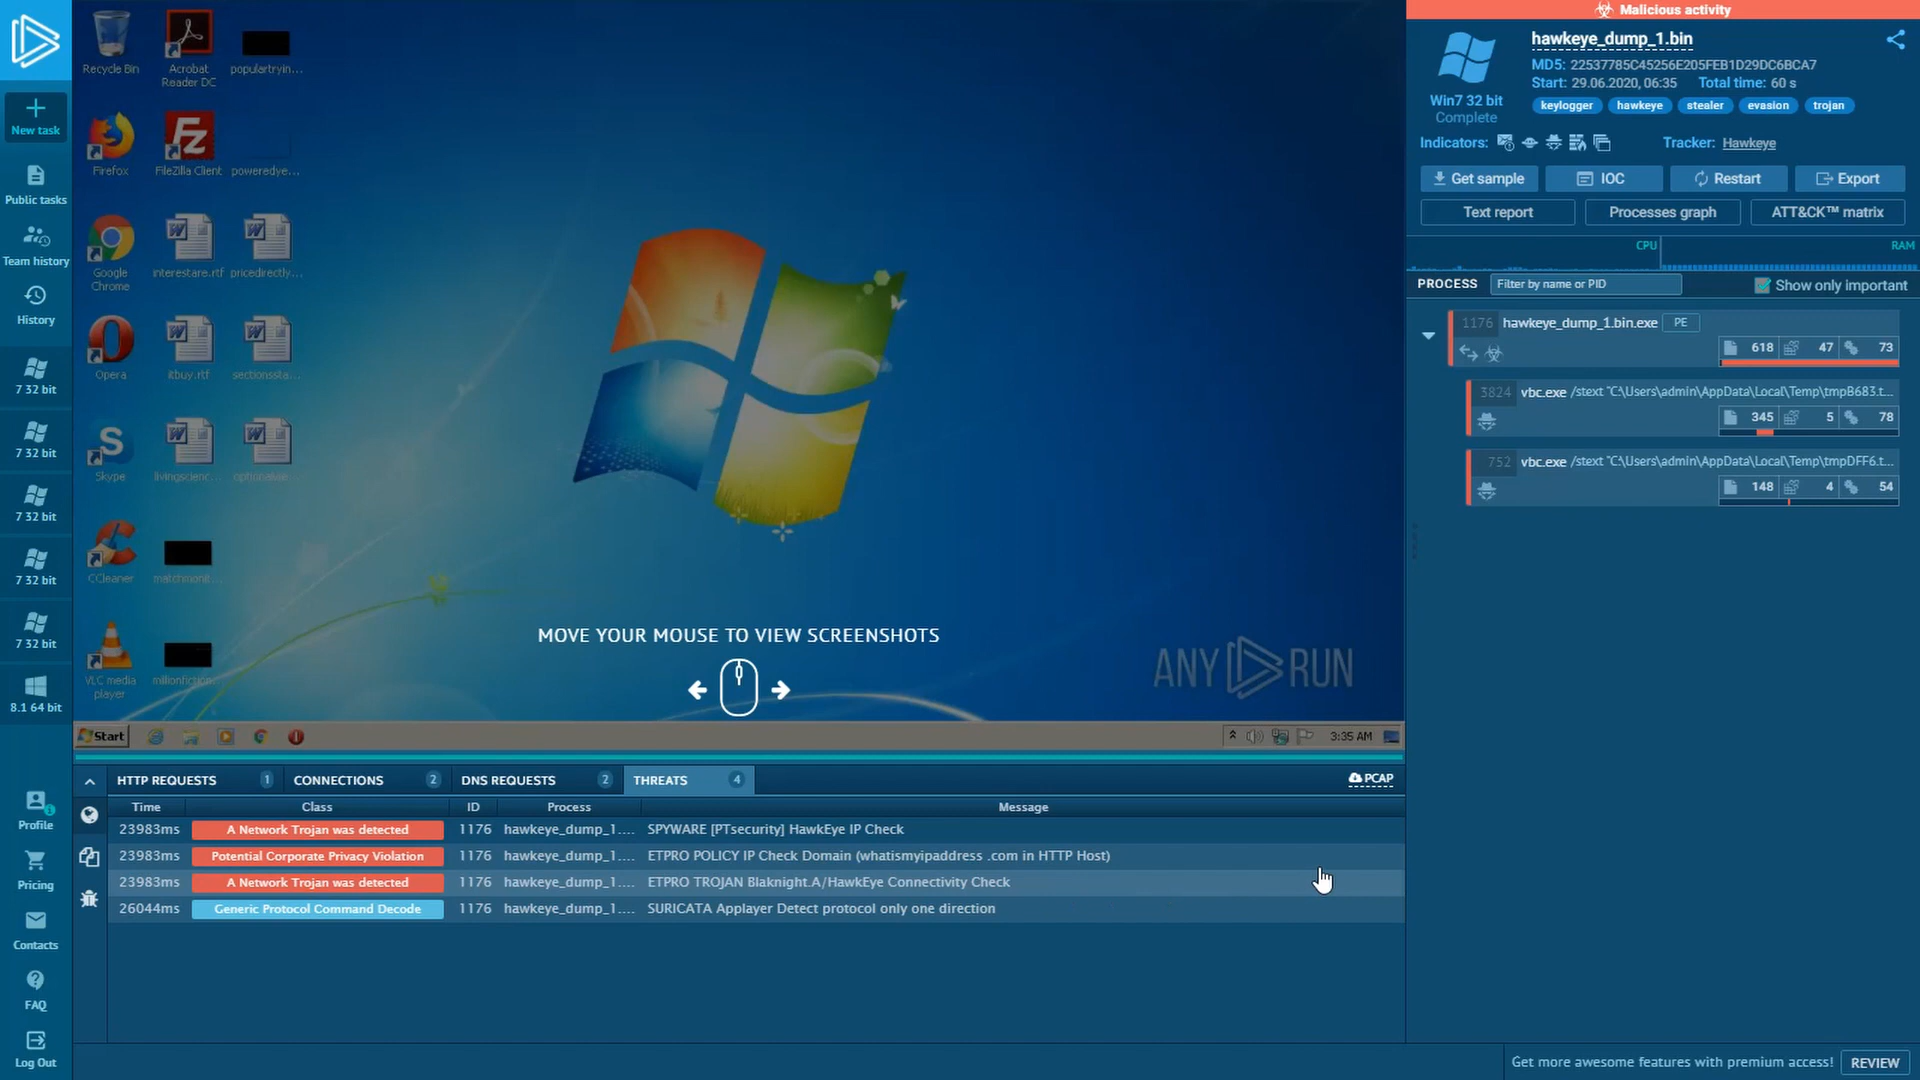 New task
Public tasks
Team history
History
7 32 bit
7 32 bit
7 32 bit
7 32 bit
7 32 bit
8.1 64 bit
Profile
Pricing
Contacts
FAQ
Log Out
Recycle Bin
Acrobat Reader DC
populartryin...
Firefox
FileZilla Client
poweredye...
Google Chrome
interestare.rtf
pricedirectly...
Opera
itbuy.rtf
sectionssta...
Skype
livingscienc...
CCleaner
matchmonit...
VLC media player
millionfiction...
MOVE YOUR MOUSE TO VIEW SCREENSHOTS
ANY RUN
Start
3:35 AM
HTTP REQUESTS 1 CONNECTIONS 2 DNS REQUESTS 2 THREATS 4 PCAP
Time Class ID Process Message
23983ms A Network Trojan was detected 1176 hawkeye_dump_1.... SPYWARE [PTsecurity] HawkEye IP Check
23983ms Potential Corporate Privacy Violation 1176 hawkeye_dump_1.... ETPRO POLICY IP Check Domain (whatismyipaddress .com in HTTP Host)
23983ms A Network Trojan was detected 1176 hawkeye_dump_1.... ETPRO TROJAN Blaknight.A/HawkEye Connectivity Check
26044ms Generic Protocol Command Decode 1176 hawkeye_dump_1.... SURICATA Applayer Detect protocol only one direction
Malicious activity
hawkeye_dump_1.bin
MD5: 22537785C45256E205FEB1D29DC6BCA7
Start: 29.06.2020, 06:35 Total time: 60 s
Win7 32 bit
Complete
keylogger hawkeye stealer evasion trojan
Indicators:
Tracker: Hawkeye
Get sample IOC Restart Export
Text report Processes graph ATT&CK™ matrix
CPU RAM
PROCESS Filter by name or PID Show only important
1176 hawkeye_dump_1.bin.exe PE
618 47 73
3824 vbc.exe /stext "C:\Users\admin\AppData\Local\Temp\tmpB683.t...
345 5 78
752 vbc.exe /stext "C:\Users\admin\AppData\Local\Temp\tmpDFF6.t...
148 4 54
Get more awesome features with premium access! REVIEW